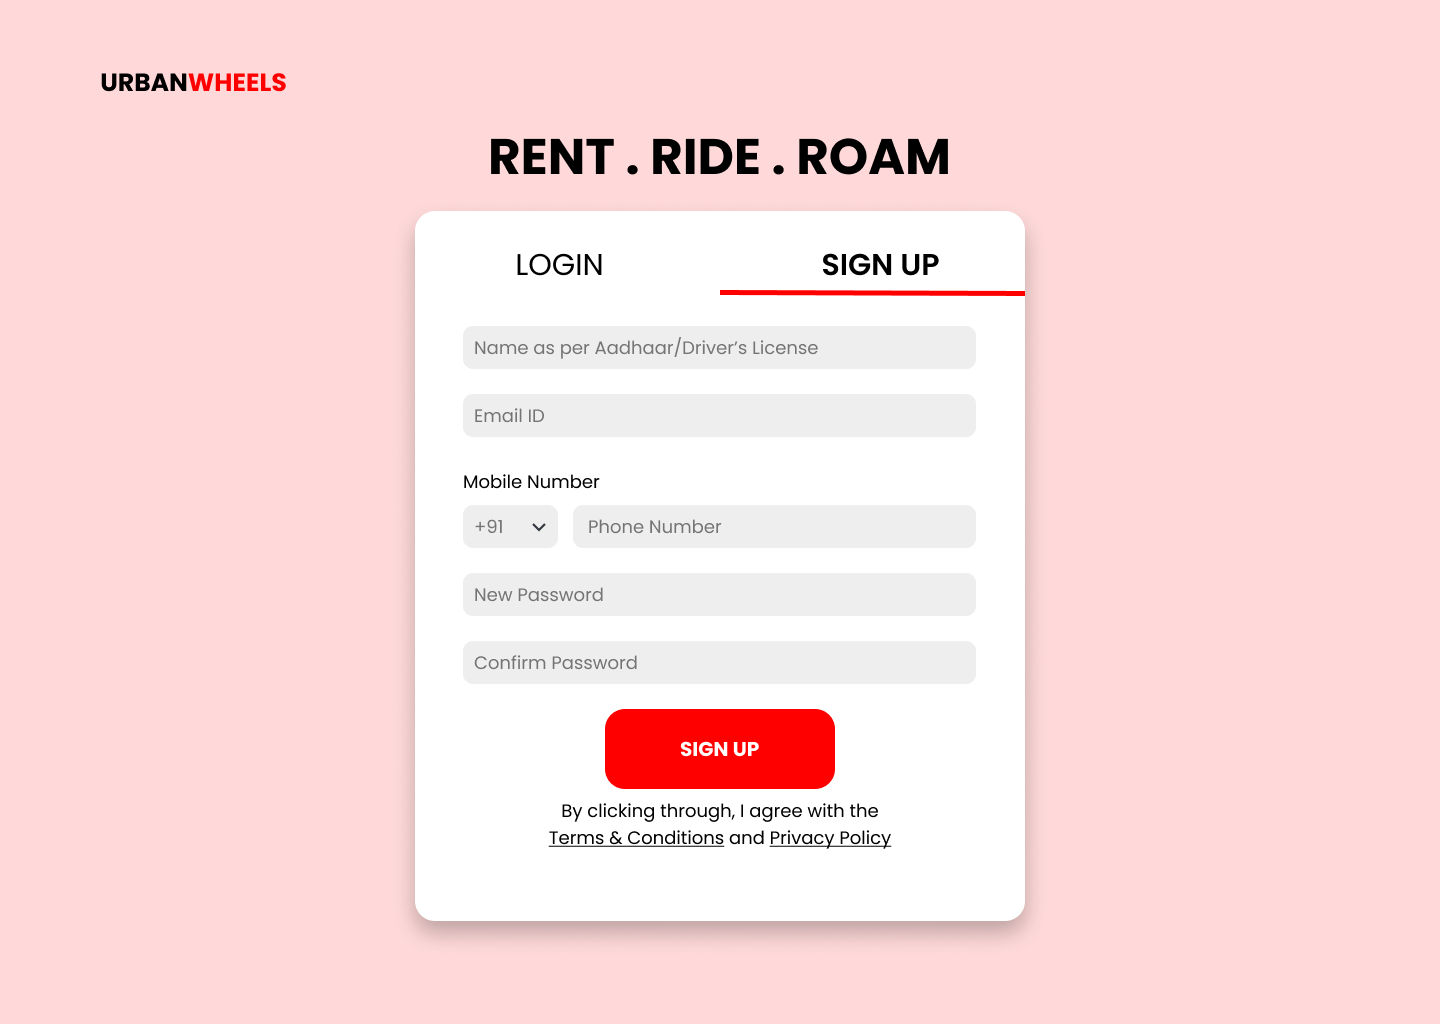 URBANWHEELS
RENT . RIDE . ROAM
LOGIN
SIGN UP
Name as per Aadhaar/Driver’s License
Email ID
Mobile Number
+91
Phone Number
New Password
Confirm Password
SIGN UP
By clicking through, I agree with the
Terms & Conditions and Privacy Policy